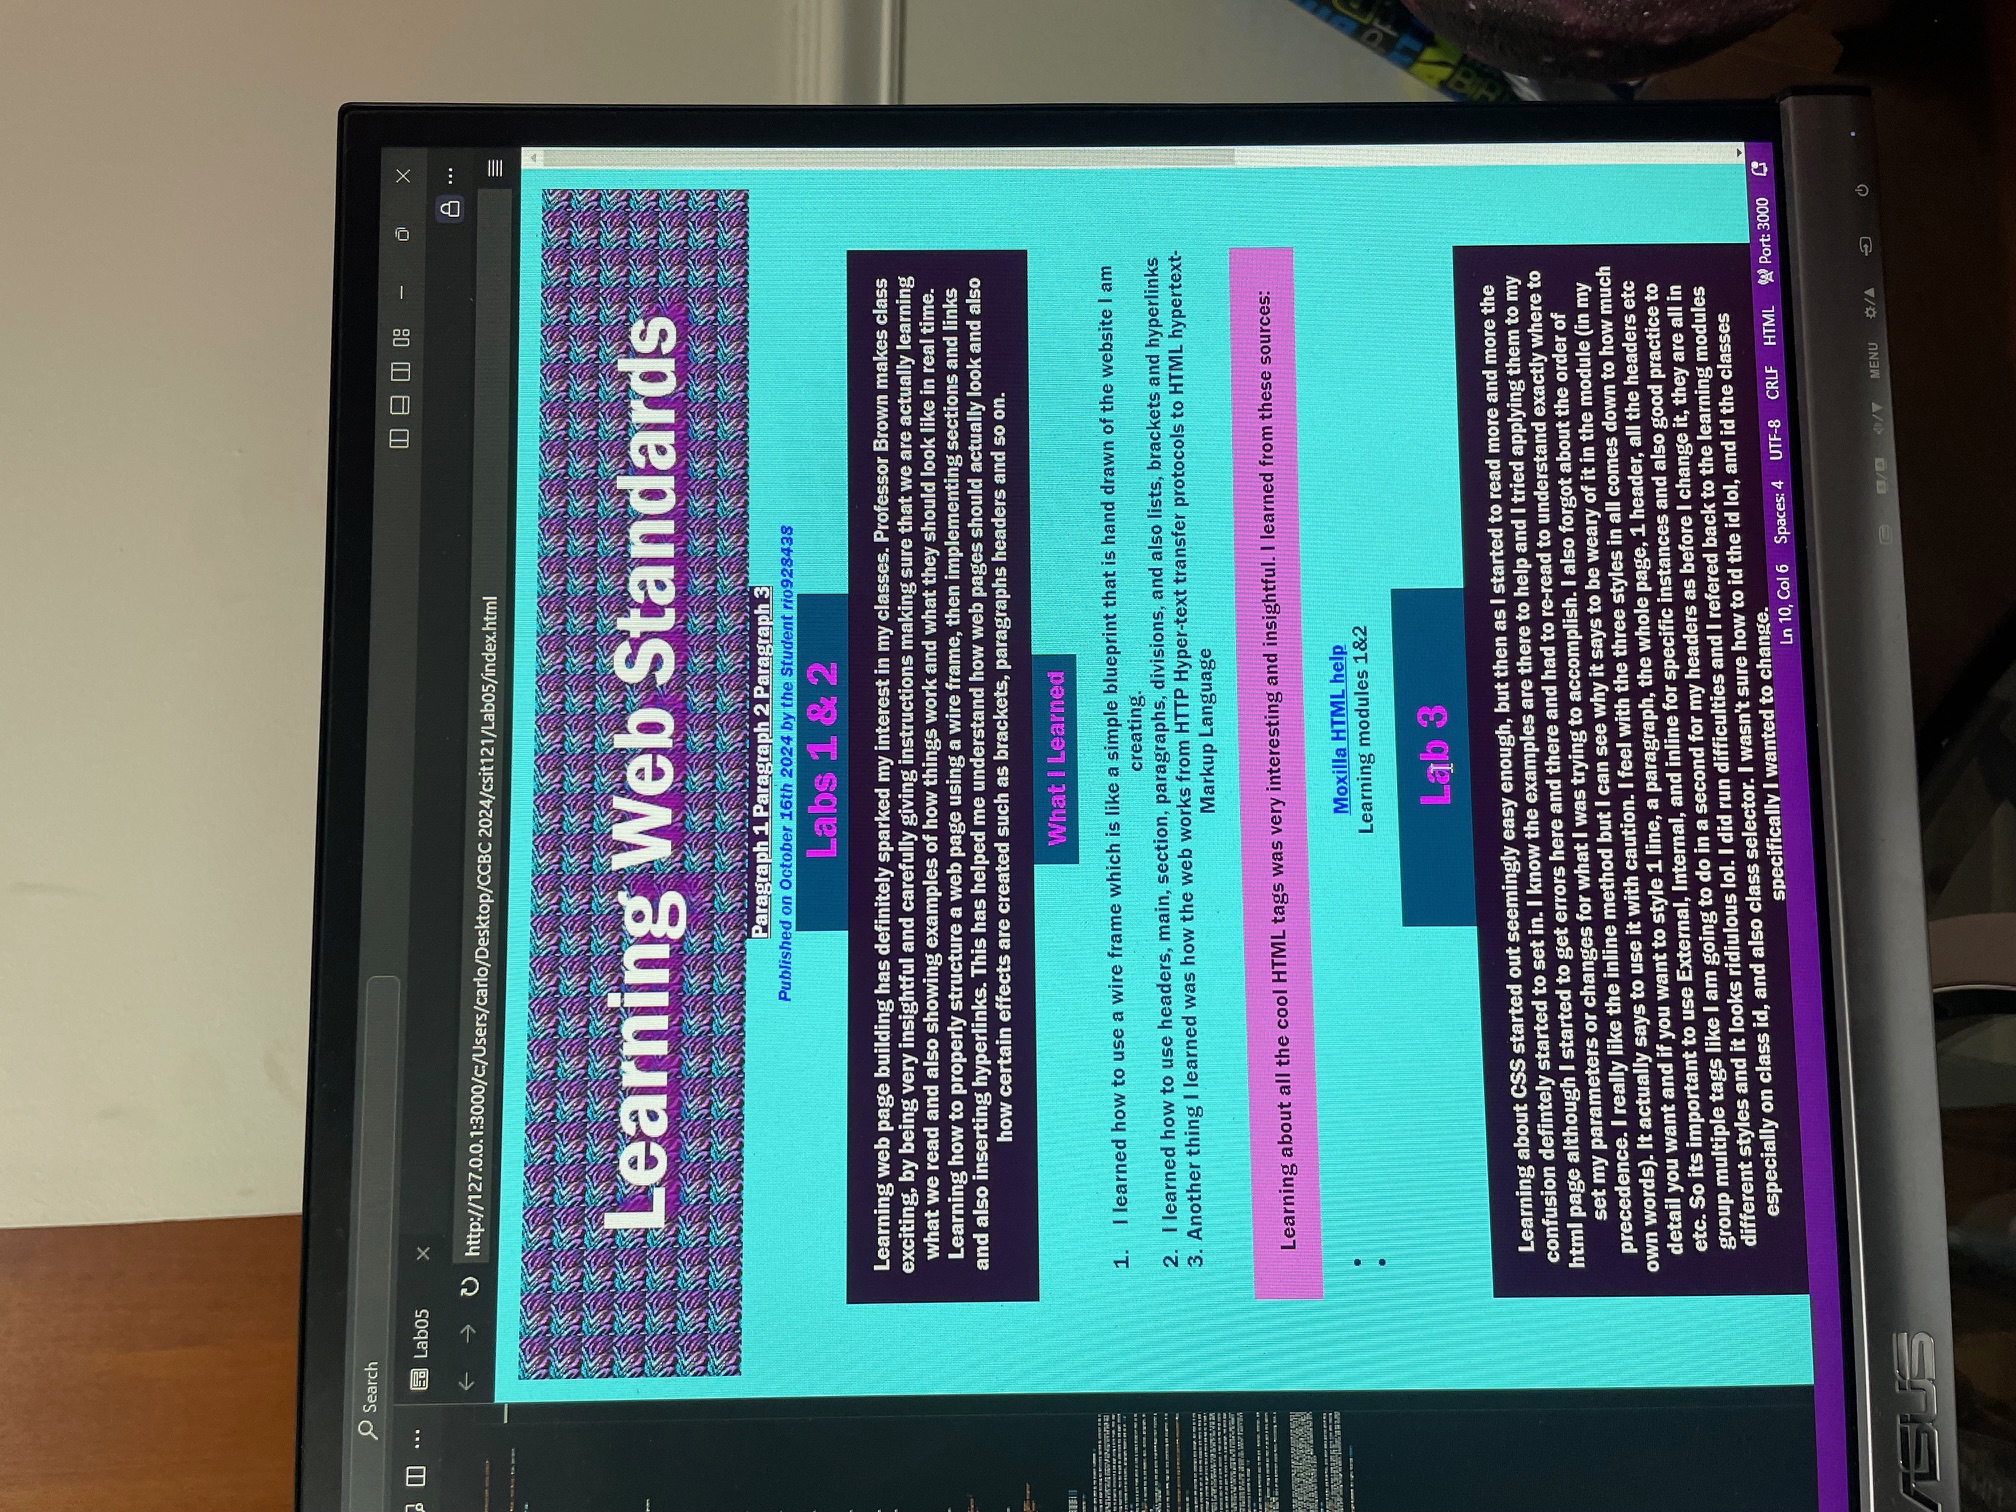 Search
Lab05
http://127.0.0.1:3000/c:/Users/carlo/Desktop/CCBC 2024/csit121/Lab05/index.html
Learning Web Standards
Paragraph 1 Paragraph 2 Paragraph 3
Published on October 16th 2024 by the Student rio928438
Labs 1 & 2
Learning web page building has definitely sparked my interest in my classes. Professor Brown makes class
exciting, by being very insightful and carefully giving instructions making sure that we are actually learning
what we read and also showing examples of how things work and what they should look like in real time.
Learning how to properly structure a web page using a wire frame, then implementing sections and links
and also inserting hyperlinks. This has helped me understand how web pages should actually look and also
how certain effects are created such as brackets, paragraphs headers and so on.
What I Learned
1. I learned how to use a wire frame which is like a simple blueprint that is hand drawn of the website I am
creating.
2. I learned how to use headers, main, section, paragraphs, divisions, and also lists, brackets and hyperlinks
3. Another thing I learned was how the web works from HTTP Hyper-text transfer protocols to HTML hypertext-
Markup Language
Learning about all the cool HTML tags was very interesting and insightful. I learned from these sources:
Moxilla HTML help
Learning modules 1&2
Lab 3
Learning about CSS started out seemingly easy enough, but then as I started to read more and more the
confusion defintely started to set in. I know the examples are there to help and I tried applying them to my
html page although I started to get errors here and there and had to re-read to understand exactly where to
set my parameters or changes for what I was trying to accomplish. I also forgot about the order of
precedence. I really like the inline method but I can see why it says to be weary of it in the module (in my
own words). It actually says to use it with caution. I feel with the three styles in all comes down to how much
detail you want and if you want to style 1 line, a paragraph, the whole page, 1 header, all the headers etc
etc. So its important to use External, Internal, and inline for specific instances and also good practice to
group multiple tags like I am going to do in a second for my headers as before I change it, they are all in
different styles and it looks ridiulous lol. I did run difficulties and I refered back to the learning modules
especially on class id, and also class selector. I wasn't sure how to id the id lol, and id the classes
specifically I wanted to change.
Ln 10, Col 6 Spaces: 4 UTF-8 CRLF HTML Port: 3000
MENU
ASUS